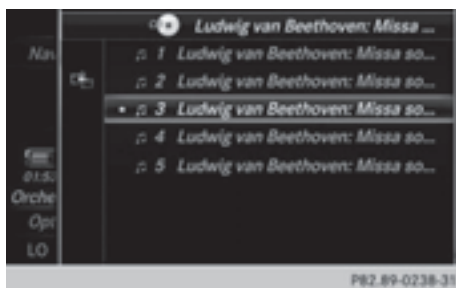 Ludwig van Beethoven: Missa ...
Nav
1 Ludwig van Beethoven: Missa so...
2 Ludwig van Beethoven: Missa so...
3 Ludwig van Beethoven: Missa so...
4 Ludwig van Beethoven: Missa so...
5 Ludwig van Beethoven: Missa so...
Orche
Opt
LO
P82.89-0238-31